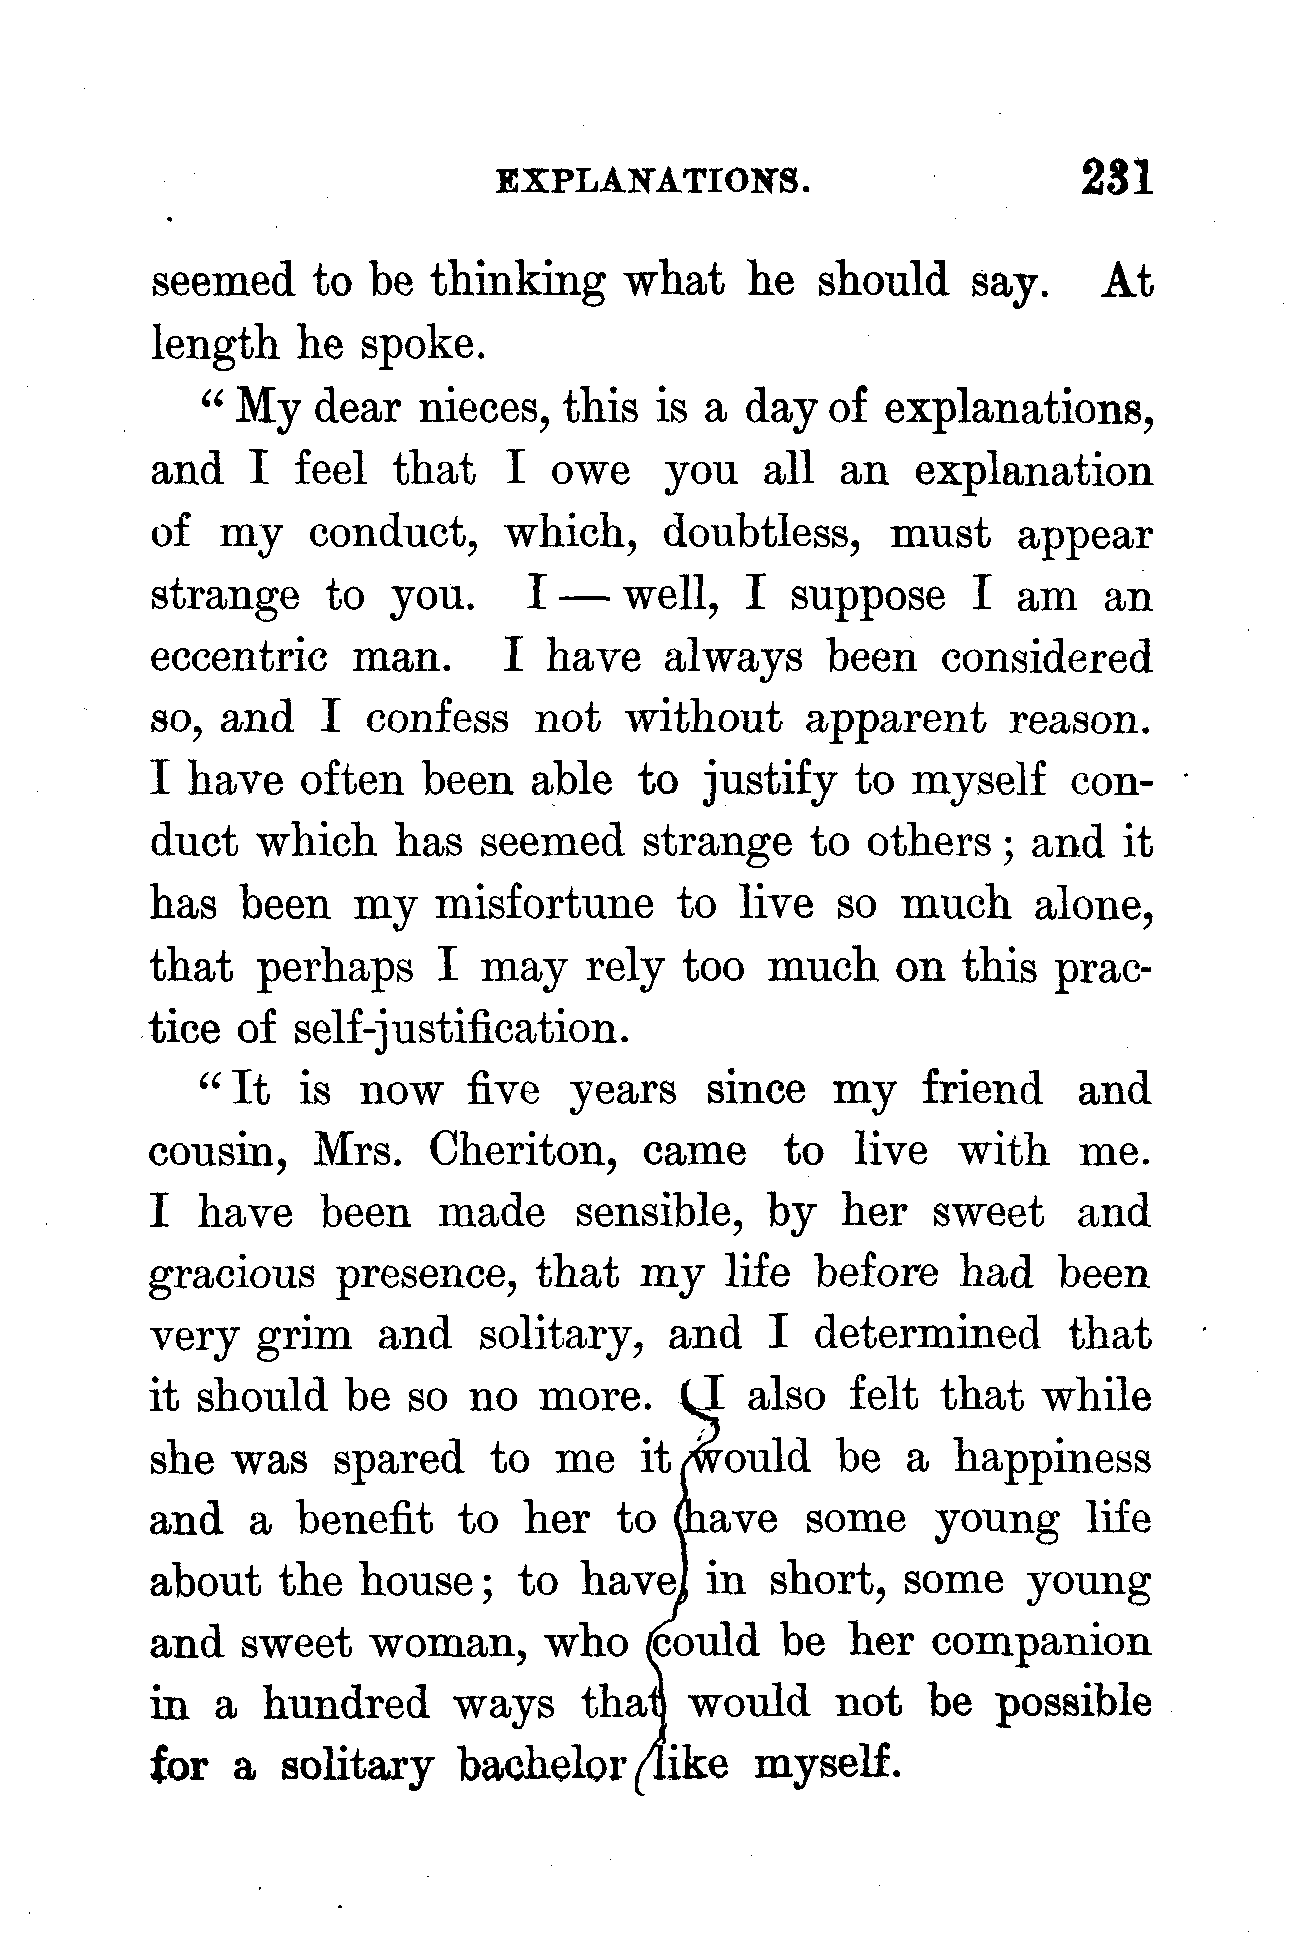 EXPLANATIONS. 231
seemed to be thinking what he should say. At
length he spoke.
“My dear nieces, this is a day of explanations,
and I feel that I owe you all an explanation
of my conduct, which, doubtless, must appear
strange to you. I — well, I suppose I am an
eccentric man. I have always been considered
so, and I confess not without apparent reason.
I have often been able to justify to myself con-
duct which has seemed strange to others; and it
has been my misfortune to live so much alone,
that perhaps I may rely too much on this prac-
tice of self-justification.
“It is now five years since my friend and
cousin, Mrs. Cheriton, came to live with me.
I have been made sensible, by her sweet and
gracious presence, that my life before had been
very grim and solitary, and I determined that
it should be so no more. I also felt that while
she was spared to me it would be a happiness
and a benefit to her to have some young life
about the house; to have, in short, some young
and sweet woman, who could be her companion
in a hundred ways that would not be possible
for a solitary bachelor like myself.